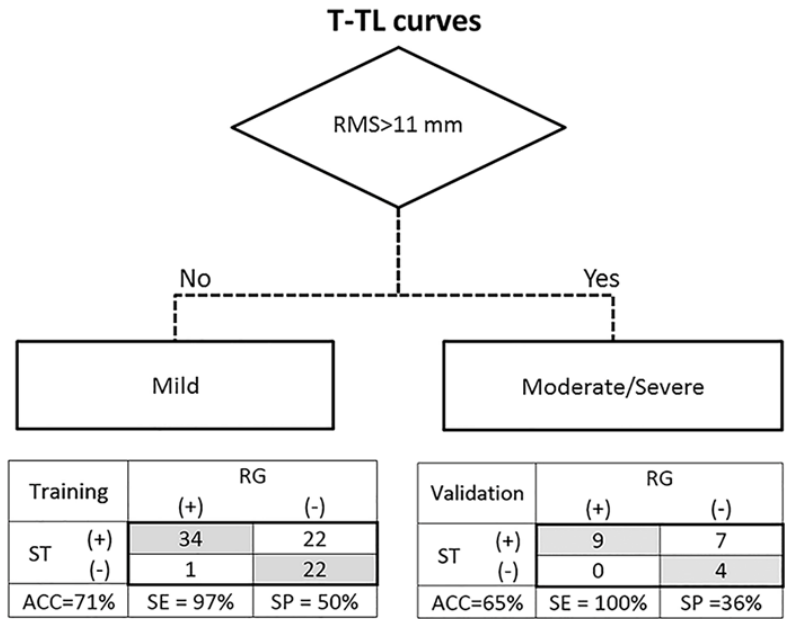 T-TL curves
RMS>11 mm
No
Yes
Mild
Moderate/Severe
Training
RG
(+) (-)
ST (+) 34 22
(-) 1 22
ACC=71% SE = 97% SP = 50%
Validation
RG
(+) (-)
ST (+) 9 7
(-) 0 4
ACC=65% SE = 100% SP =36%